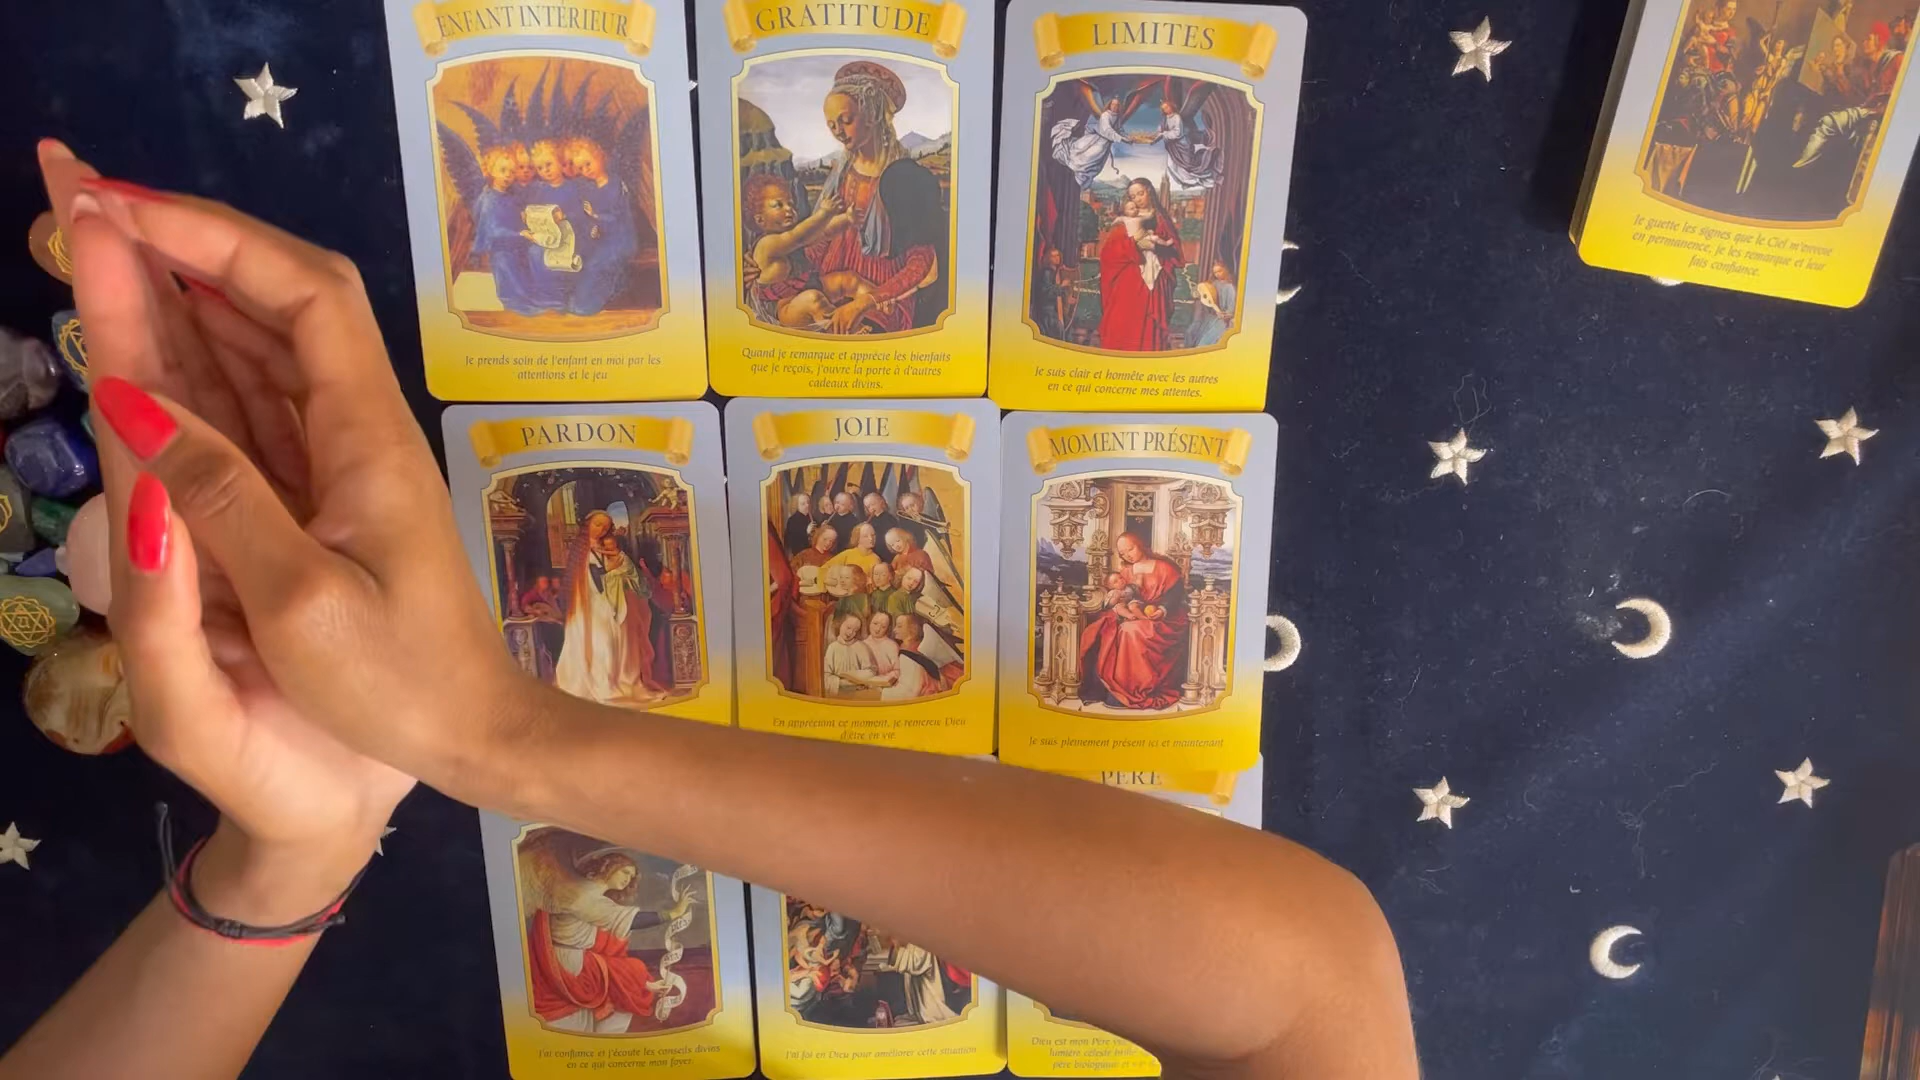 ENFANT INTÉRIEUR
Je prends soin de l'enfant en moi par les
attentions et le jeu
GRATITUDE
Quand je remarque et apprécie les bienfaits
que je reçois, j'ouvre la porte à d'autres
cadeaux divins.
LIMITES
Je suis clair et honnête avec les autres
en ce qui concerne mes attentes.
Je guette les signes que le Ciel m'envoie
en permanence, je les remarque et leur
fais confiance.
PARDON
JOIE
En appréciant ce moment, je remercie Dieu
d'être en vie.
MOMENT PRÉSENT
Je suis pleinement présent ici et maintenant
J'ai confiance et j'écoute les conseils divins
en ce qui concerne mon foyer.
J'ai foi en Dieu pour améliorer cette situation
PÈRE
Dieu est mon Père
lumière céleste brille
père biologique et